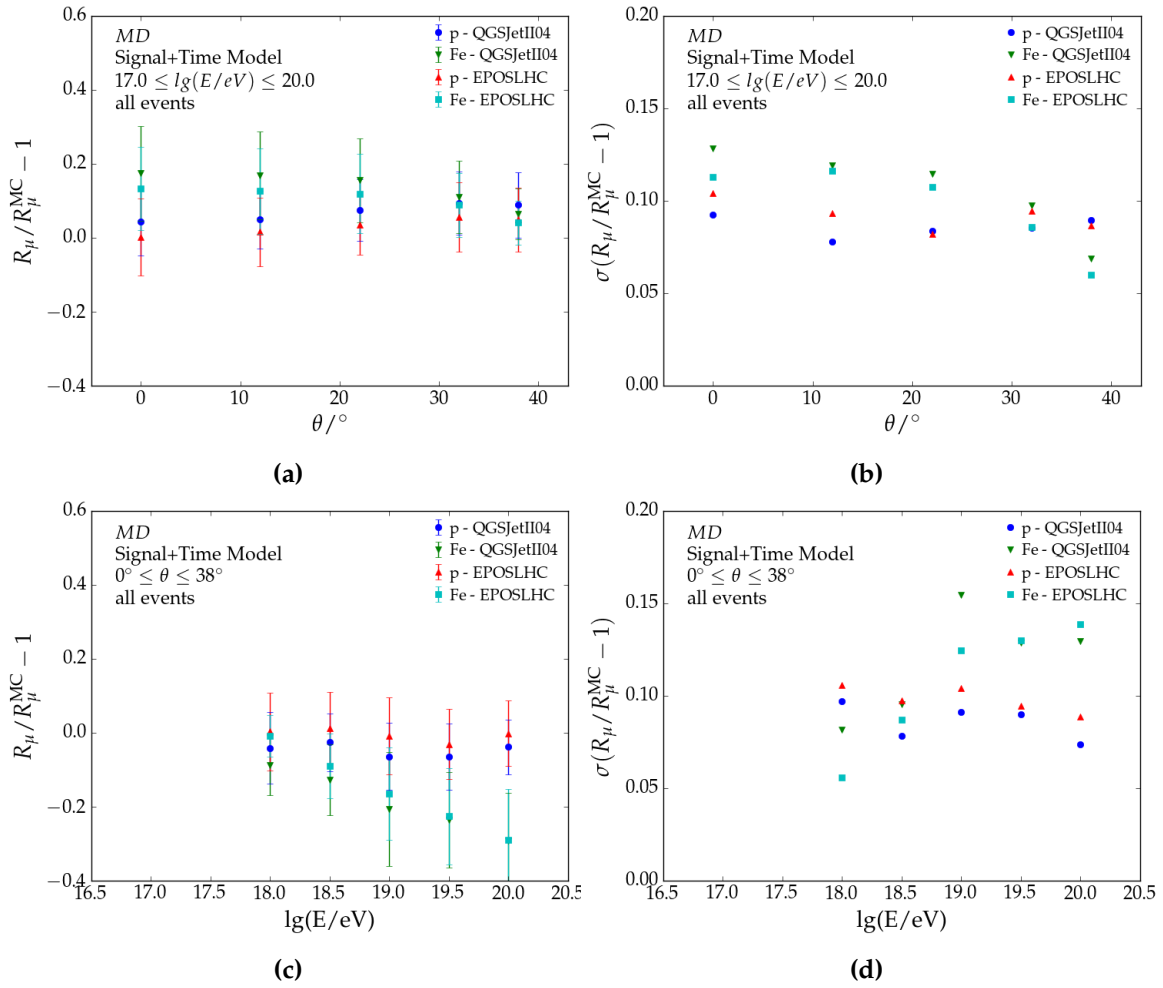 MD
Signal+Time Model
17.0 ≤ lg(E/eV) ≤ 20.0
all events
p - QGSJetII04
Fe - QGSJetII04
p - EPOSLHC
Fe - EPOSLHC
0.6
0.4
0.2
0.0
−0.2
−0.4
R_μ/R_μ^MC − 1
0 10 20 30 40
θ/°
(a)
MD
Signal+Time Model
17.0 ≤ lg(E/eV) ≤ 20.0
all events
p - QGSJetII04
Fe - QGSJetII04
p - EPOSLHC
Fe - EPOSLHC
0.20
0.15
0.10
0.05
0.00
σ(R_μ/R_μ^MC − 1)
0 10 20 30 40
θ/°
(b)
MD
Signal+Time Model
0° ≤ θ ≤ 38°
all events
p - QGSJetII04
Fe - QGSJetII04
p - EPOSLHC
Fe - EPOSLHC
0.6
0.4
0.2
0.0
−0.2
−0.4
R_μ/R_μ^MC − 1
16.5 17.0 17.5 18.0 18.5 19.0 19.5 20.0 20.5
lg(E/eV)
(c)
MD
Signal+Time Model
0° ≤ θ ≤ 38°
all events
p - QGSJetII04
Fe - QGSJetII04
p - EPOSLHC
Fe - EPOSLHC
0.20
0.15
0.10
0.05
0.00
σ(R_μ/R_μ^MC − 1)
16.5 17.0 17.5 18.0 18.5 19.0 19.5 20.0 20.5
lg(E/eV)
(d)